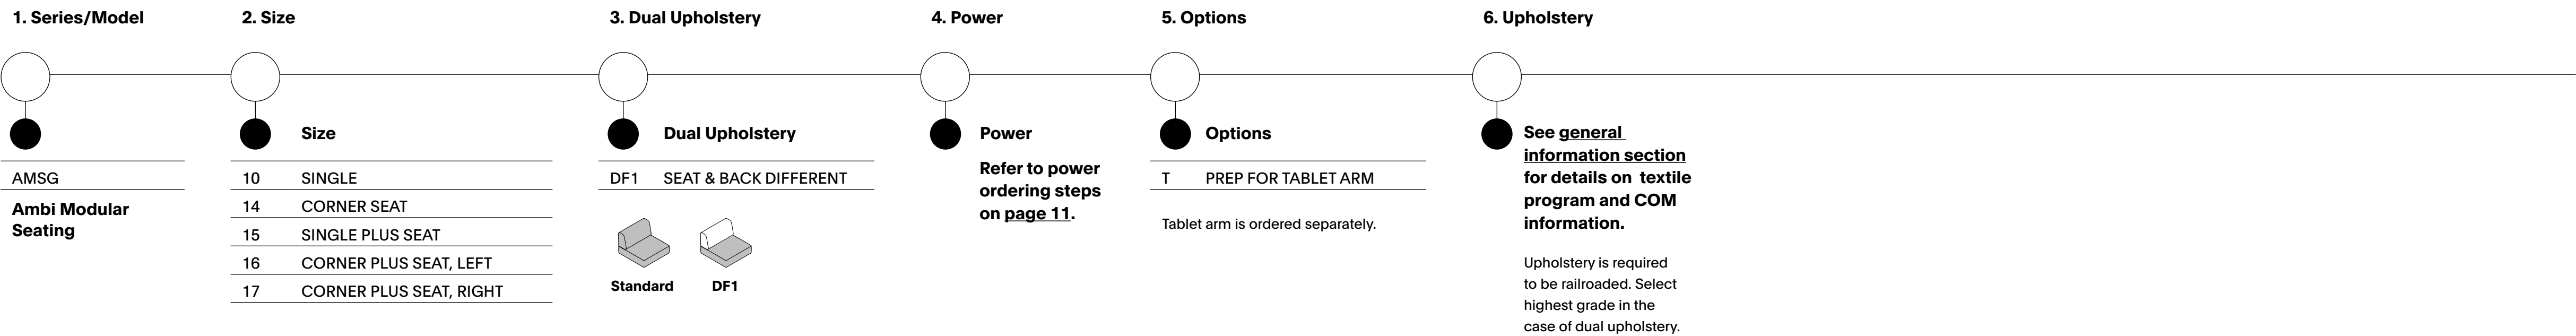 1. Series/Model
2. Size
3. Dual Upholstery
4. Power
5. Options
6. Upholstery
AMSG
Ambi Modular
Seating
Size
10 SINGLE
14 CORNER SEAT
15 SINGLE PLUS SEAT
16 CORNER PLUS SEAT, LEFT
17 CORNER PLUS SEAT, RIGHT
Dual Upholstery
DF1 SEAT & BACK DIFFERENT
Standard
DF1
Power
Refer to power
ordering steps
on page 11.
Options
T PREP FOR TABLET ARM
Tablet arm is ordered separately.
See general
information section
for details on textile
program and COM
information.
Upholstery is required
to be railroaded. Select
highest grade in the
case of dual upholstery.